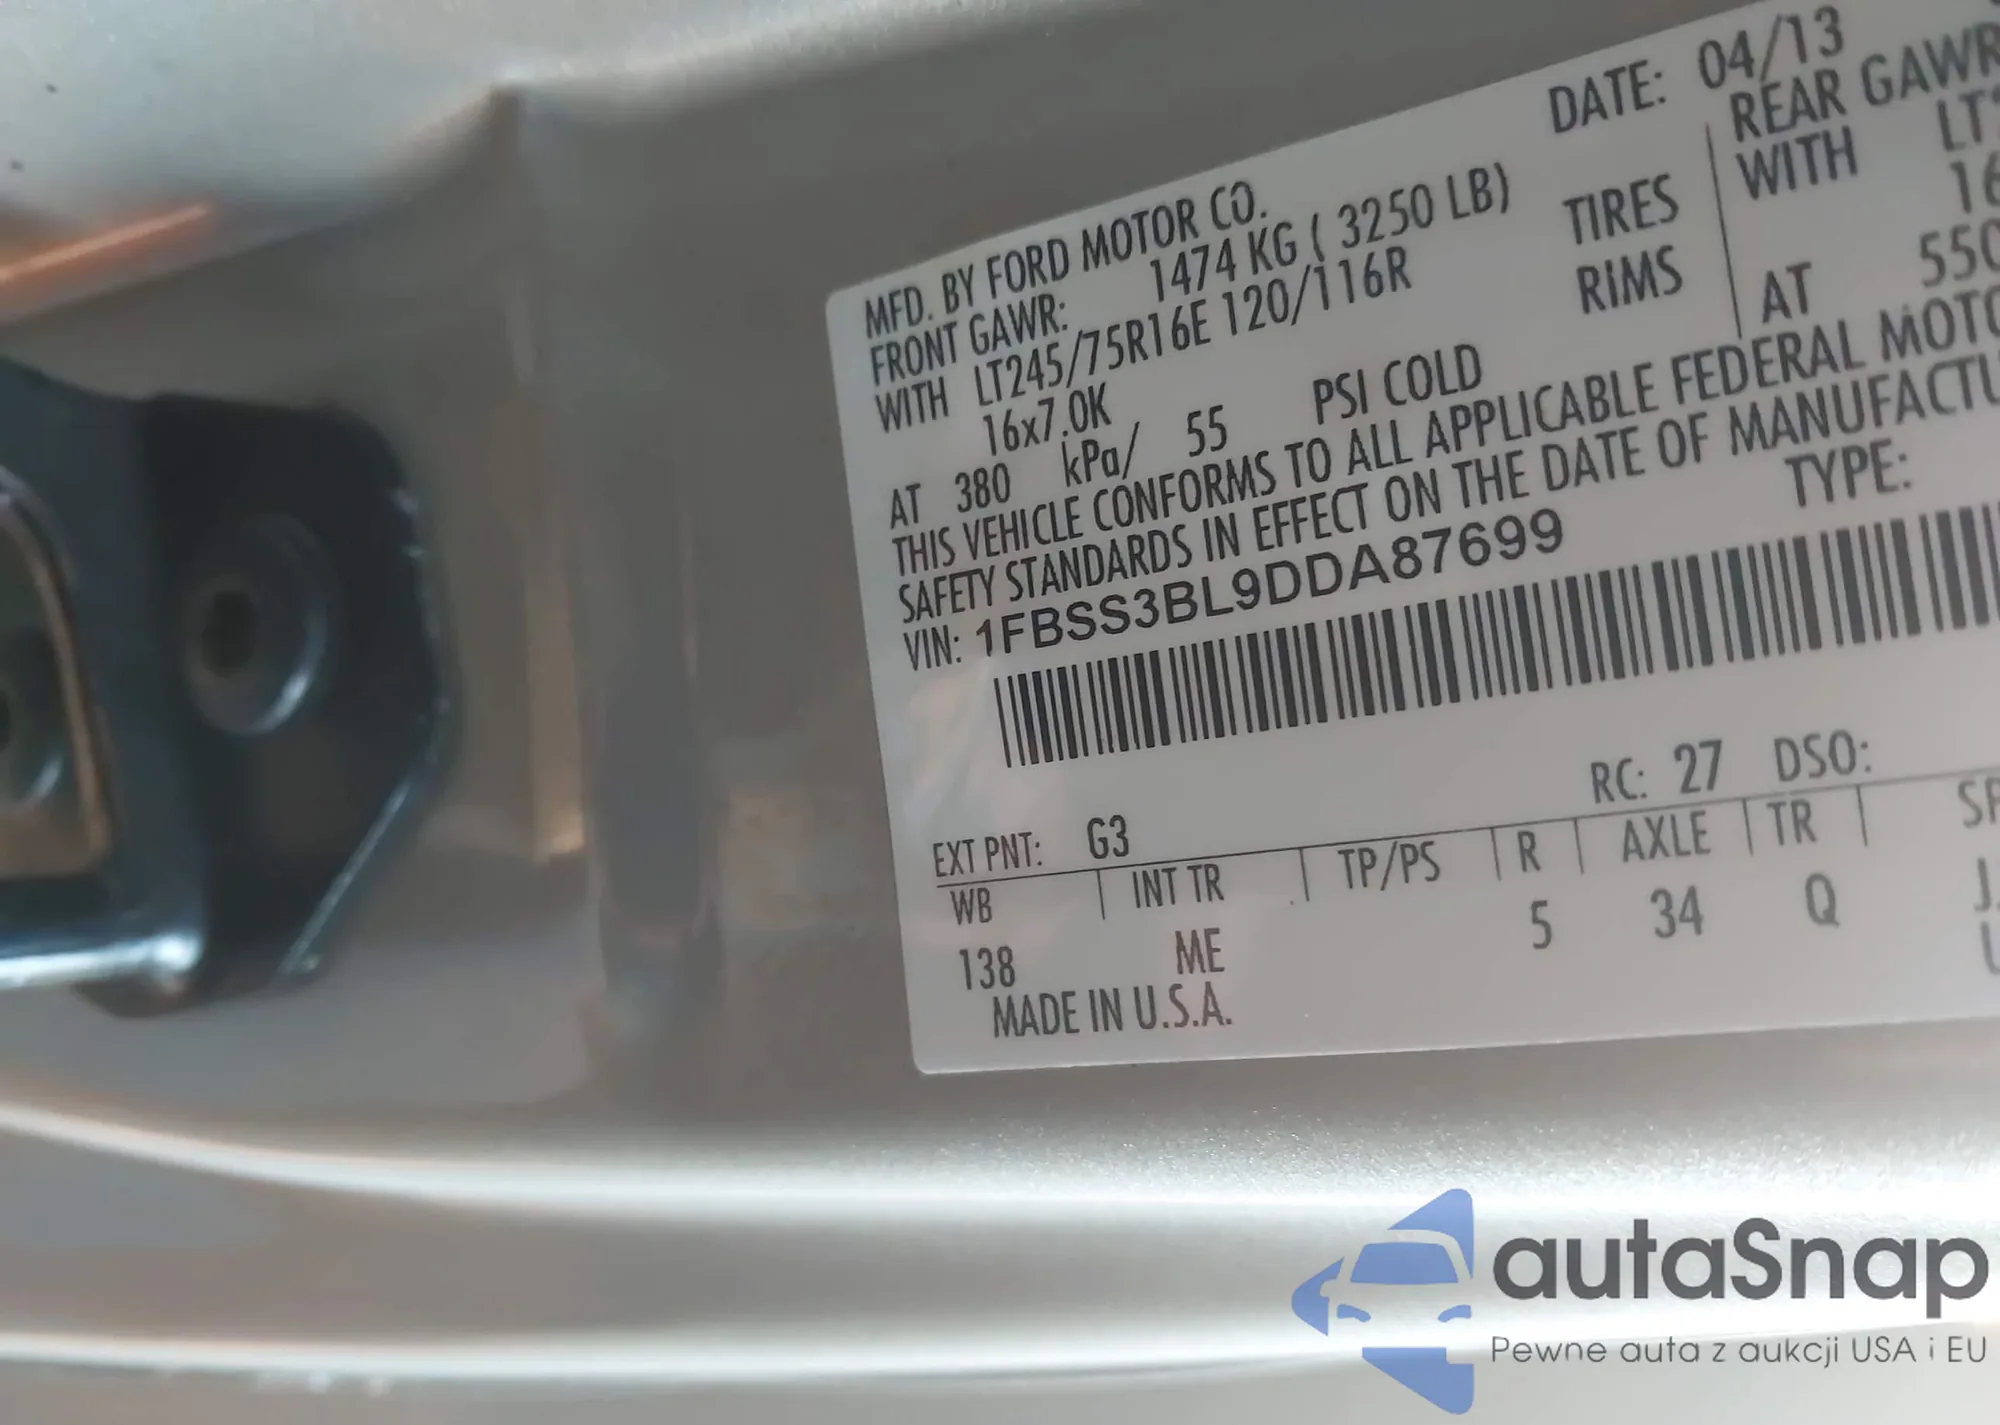 DATE: 04/13
MFD. BY FORD MOTOR CO.
FRONT GAWR: 1474 KG ( 3250 LB)
REAR GAWR
WITH LT245/75R16E 120/116R TIRES
WITH
16x7.0K RIMS
AT 380 kPa/ 55 PSI COLD
AT
THIS VEHICLE CONFORMS TO ALL APPLICABLE FEDERAL
SAFETY STANDARDS IN EFFECT ON THE DATE OF
VIN: 1FBSS3BL9DDA87699
TYPE:
EXT PNT: G3 RC: 27 DSO:
WB INT TR TP/PS R AXLE TR
138 ME 5 34 Q
MADE IN U.S.A.
autaSnap
Pewne auta z aukcji USA i EU